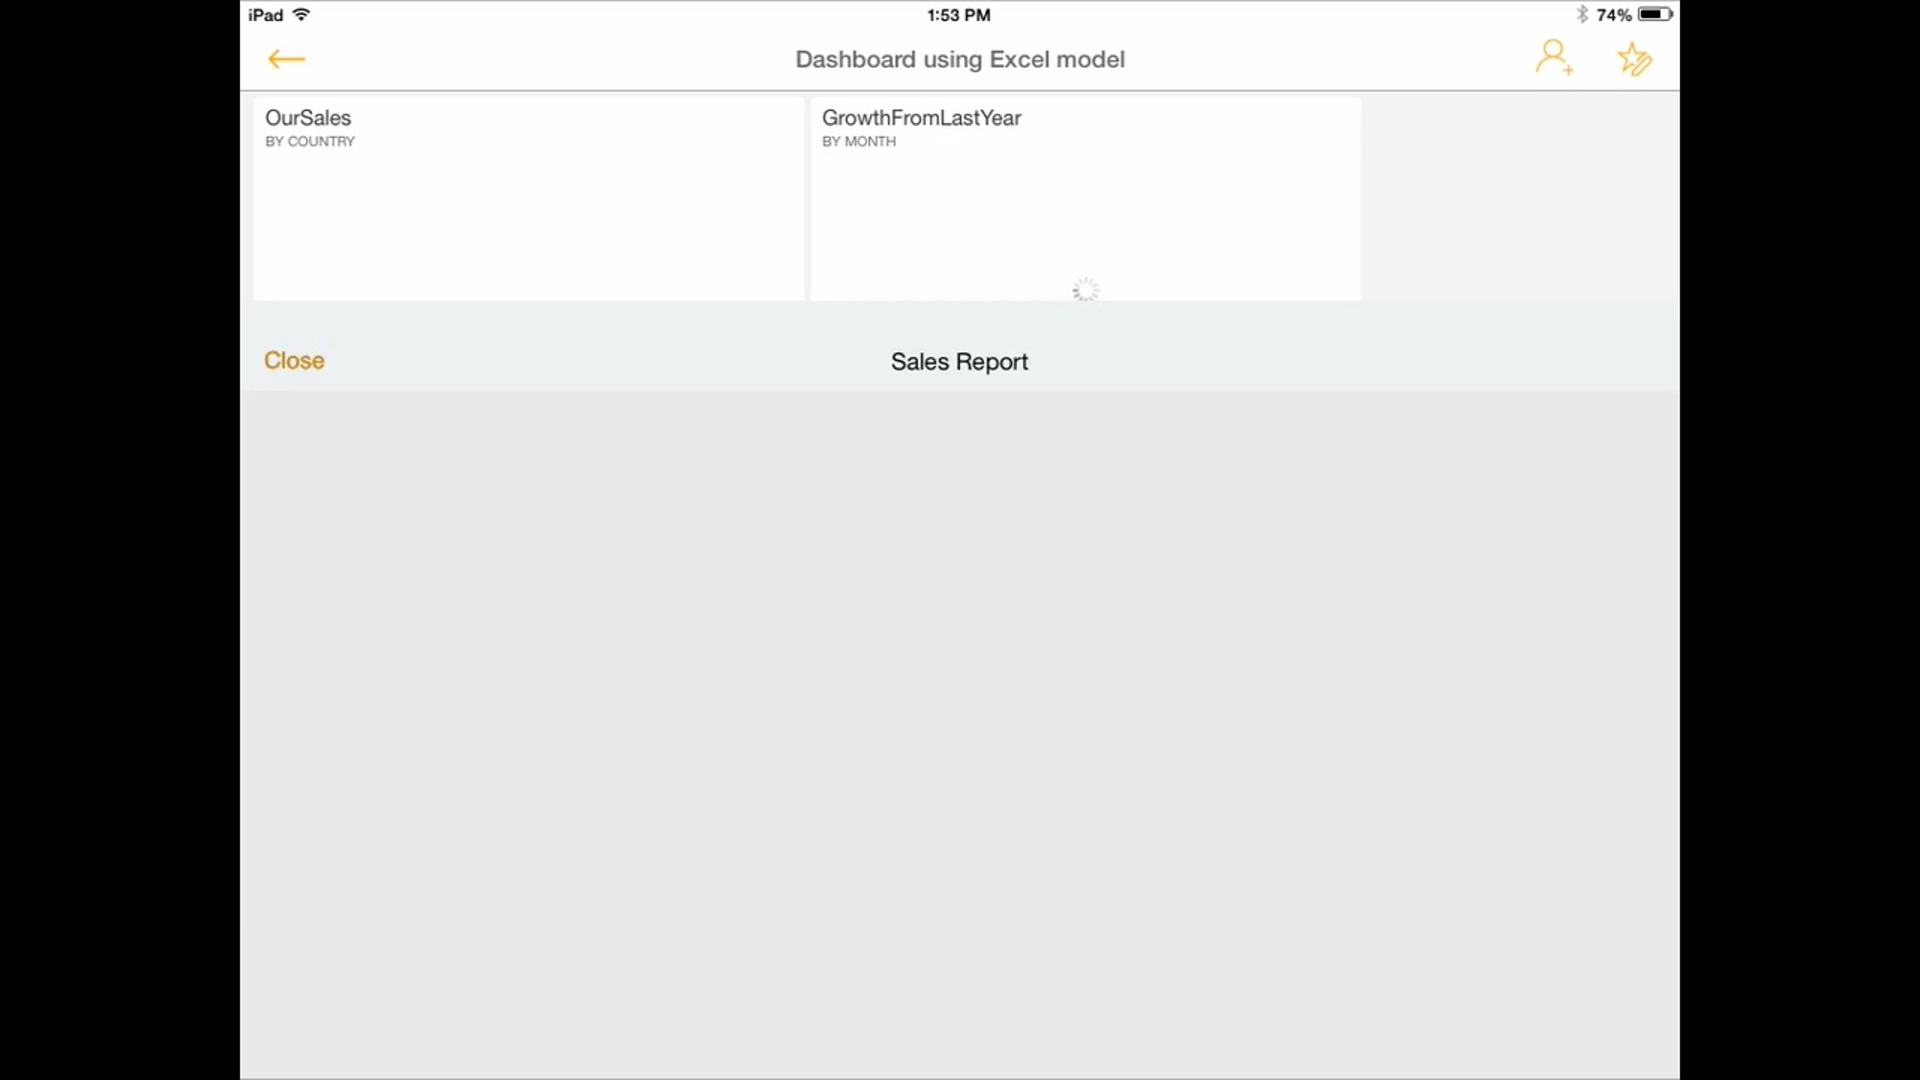 iPad
1:53 PM
74%
Dashboard using Excel model
OurSales
BY COUNTRY
GrowthFromLastYear
BY MONTH
Close
Sales Report